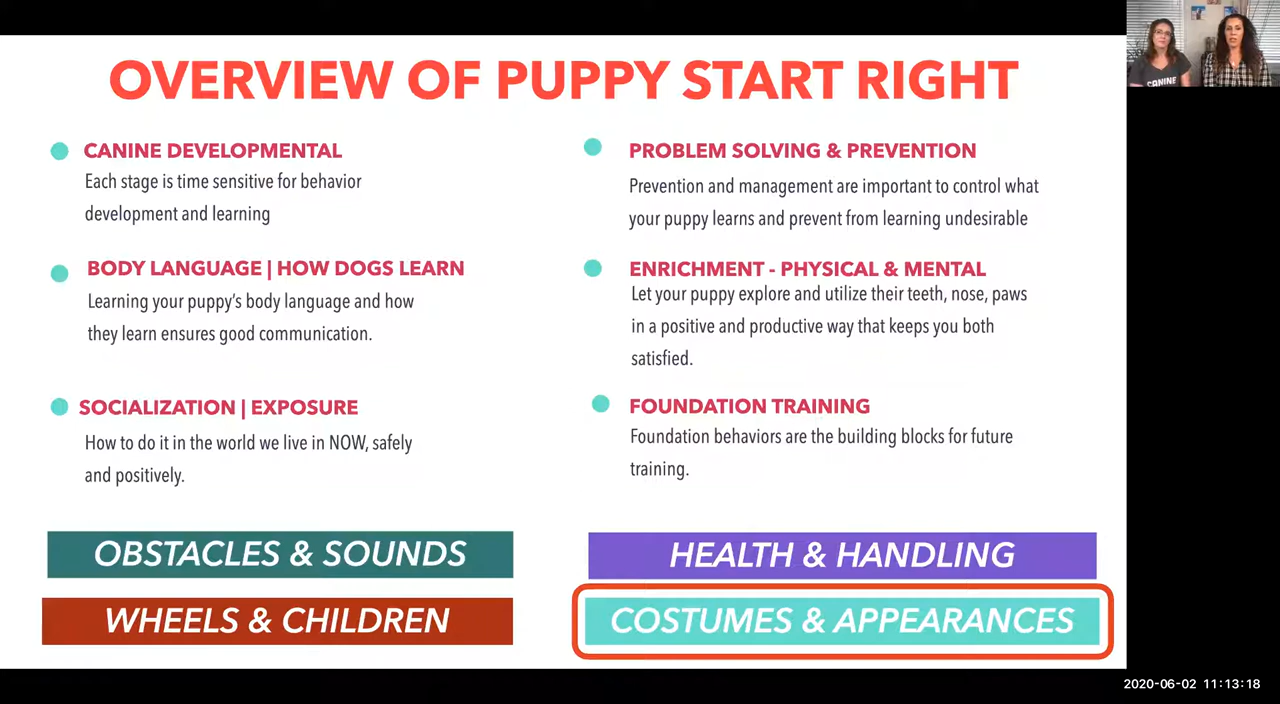 OVERVIEW OF PUPPY START RIGHT
CANINE DEVELOPMENTAL
Each stage is time sensitive for behavior
development and learning
BODY LANGUAGE | HOW DOGS LEARN
Learning your puppy's body language and how
they learn ensures good communication.
SOCIALIZATION | EXPOSURE
How to do it in the world we live in NOW, safely
and positively.
PROBLEM SOLVING & PREVENTION
Prevention and management are important to control what
your puppy learns and prevent from learning undesirable
ENRICHMENT - PHYSICAL & MENTAL
Let your puppy explore and utilize their teeth, nose, paws
in a positive and productive way that keeps you both
satisfied.
FOUNDATION TRAINING
Foundation behaviors are the building blocks for future
training.
OBSTACLES & SOUNDS
WHEELS & CHILDREN
HEALTH & HANDLING
COSTUMES & APPEARANCES
CANINE
2020-06-02 11:13:18